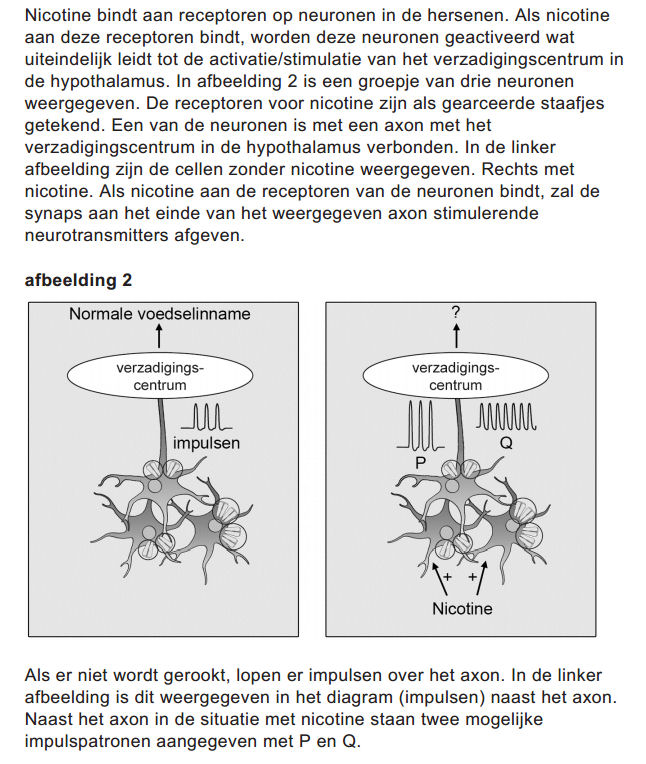 Nicotine bindt aan receptoren op neuronen in de hersenen. Als nicotine
aan deze receptoren bindt, worden deze neuronen geactiveerd wat
uiteindelijk leidt tot de activatie/stimulatie van het verzadigingscentrum in
de hypothalamus. In afbeelding 2 is een groepje van drie neuronen
weergegeven. De receptoren voor nicotine zijn als gearceerde staafjes
getekend. Een van de neuronen is met een axon met het
verzadigingscentrum in de hypothalamus verbonden. In de linker
afbeelding zijn de cellen zonder nicotine weergegeven. Rechts met
nicotine. Als nicotine aan de receptoren van de neuronen bindt, zal de
synaps aan het einde van het weergegeven axon stimulerende
neurotransmitters afgeven.
afbeelding 2
Normale voedselinname
verzadigings-
centrum
impulsen
?
verzadigings-
centrum
P
Q
+ +
Nicotine
Als er niet wordt gerookt, lopen er impulsen over het axon. In de linker
afbeelding is dit weergegeven in het diagram (impulsen) naast het axon.
Naast het axon in de situatie met nicotine staan twee mogelijke
impulspatronen aangegeven met P en Q.